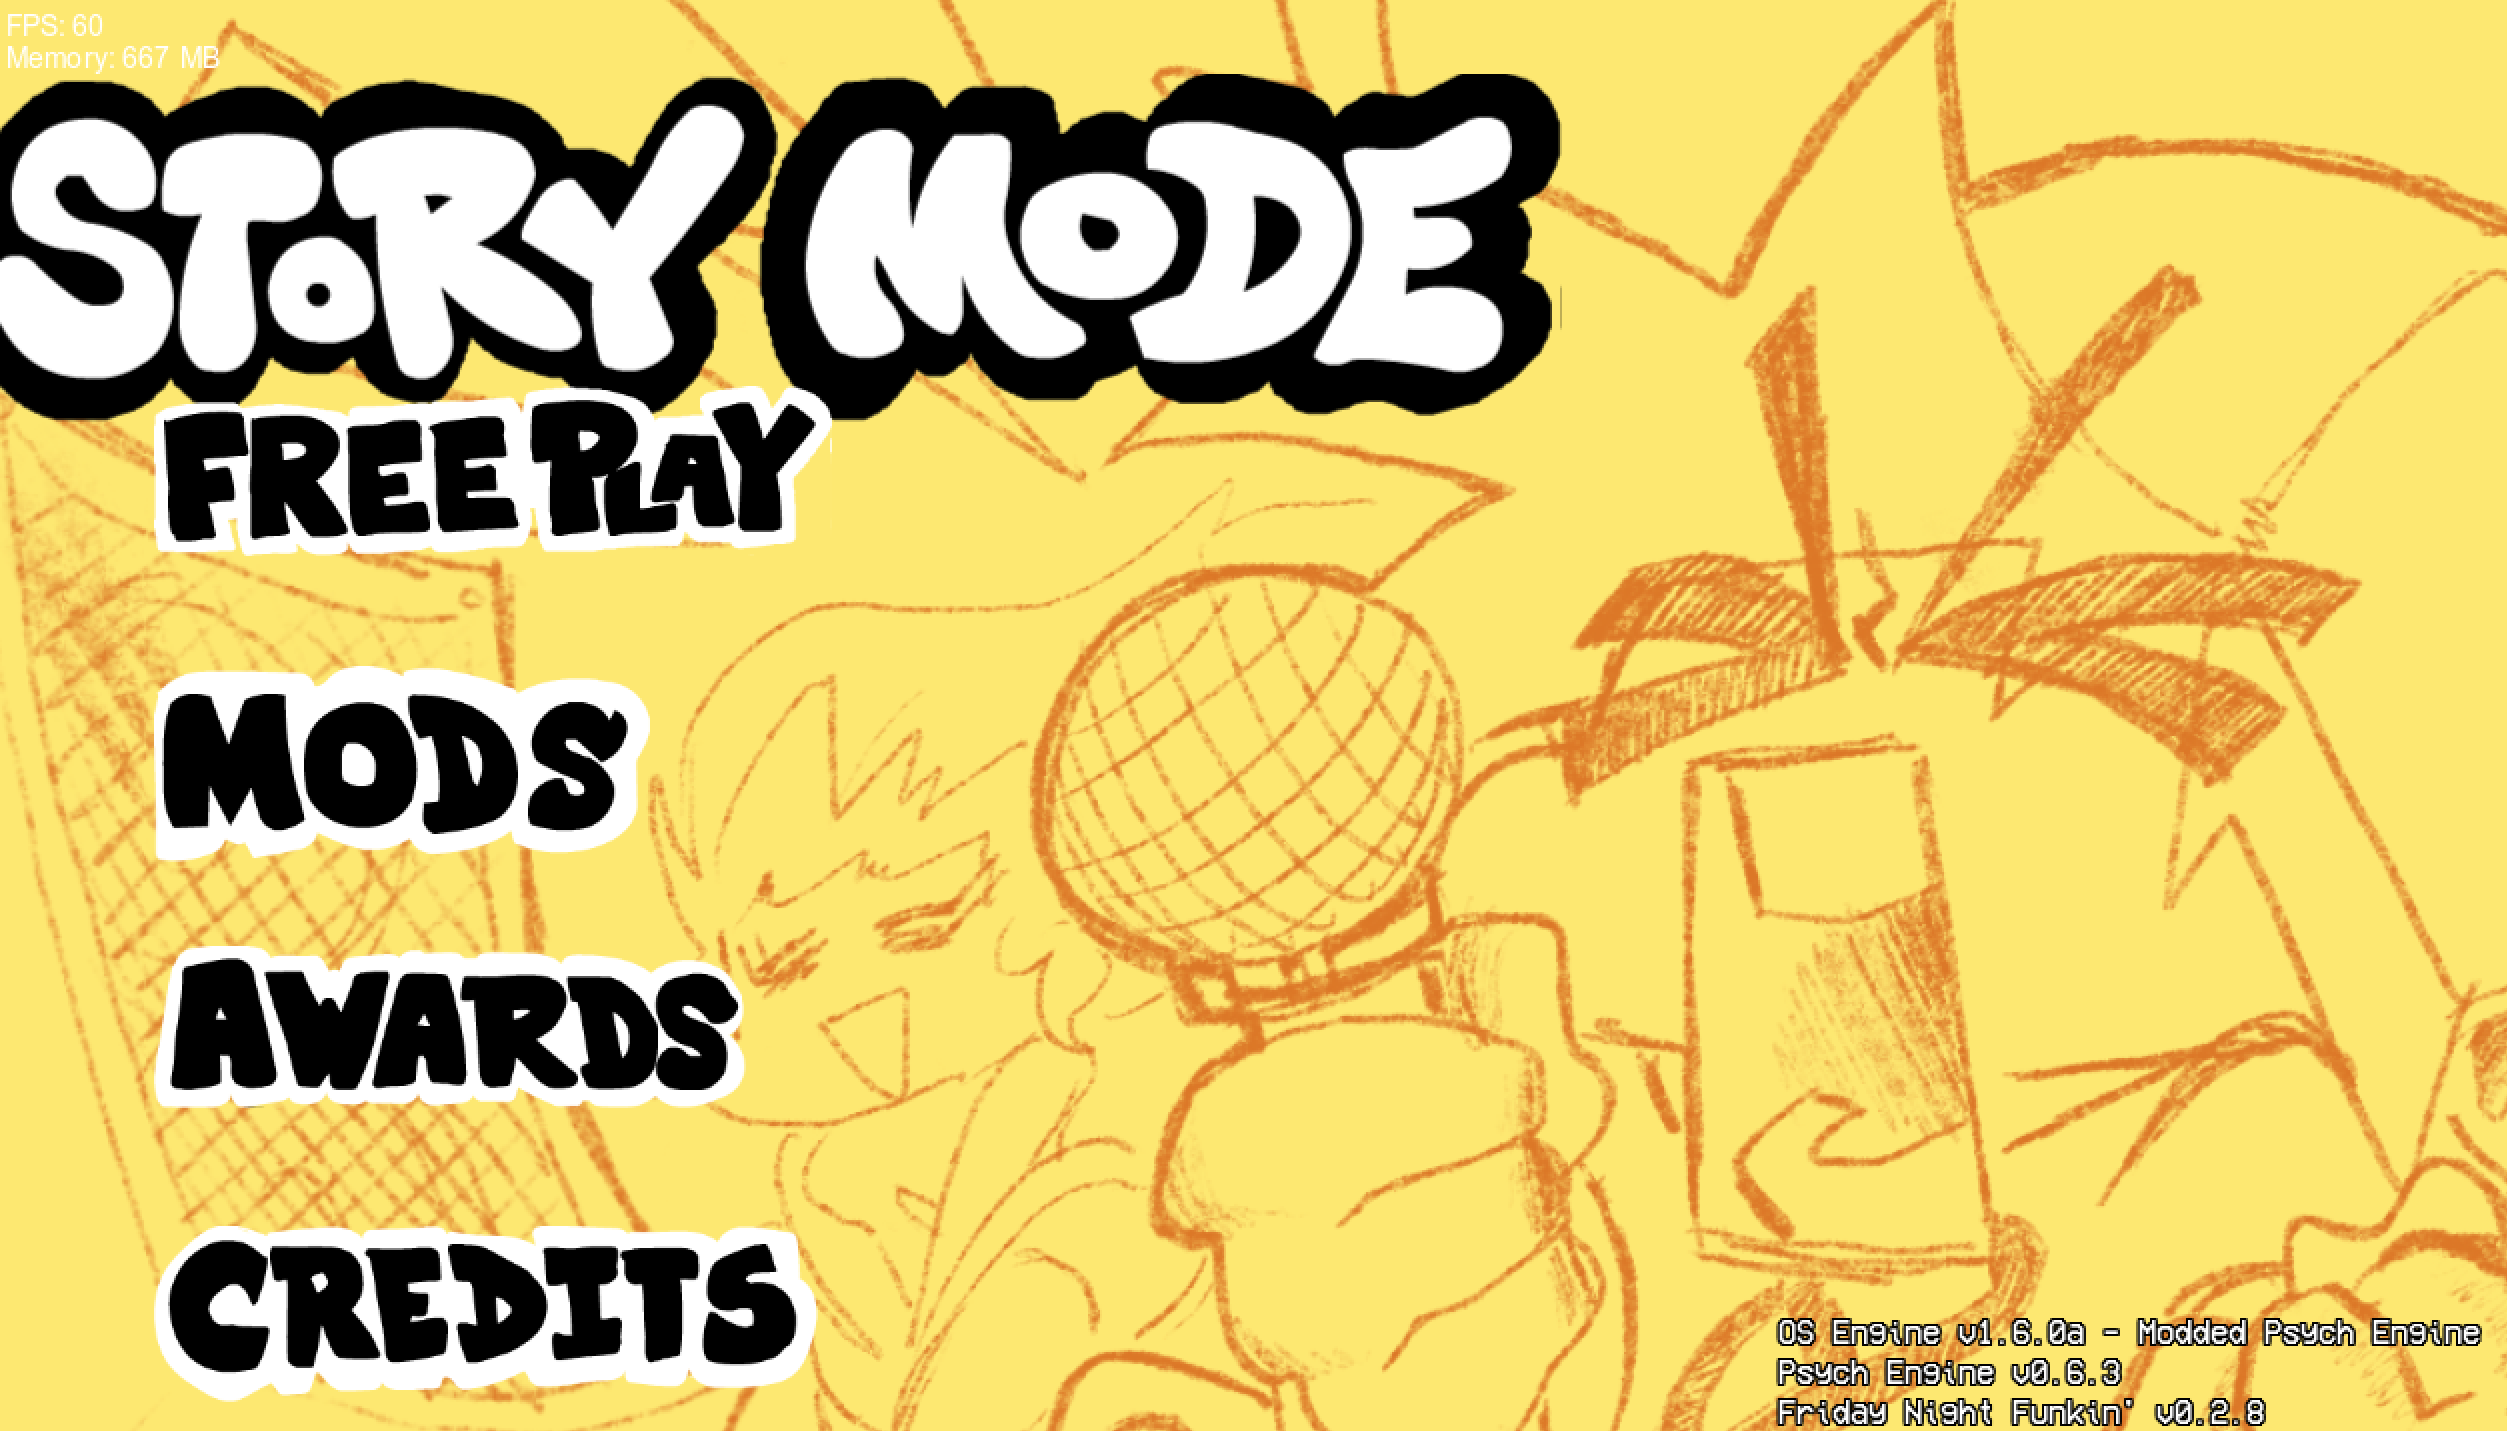 FPS: 60
Memory: 667 MB
STORY MODE
FREE PLAY
MODS
AWARDS
CREDITS
OS Engine v1.6.0a - Modded Psych Engine
Psych Engine v0.6.3
Friday Night Funkin' v0.2.8